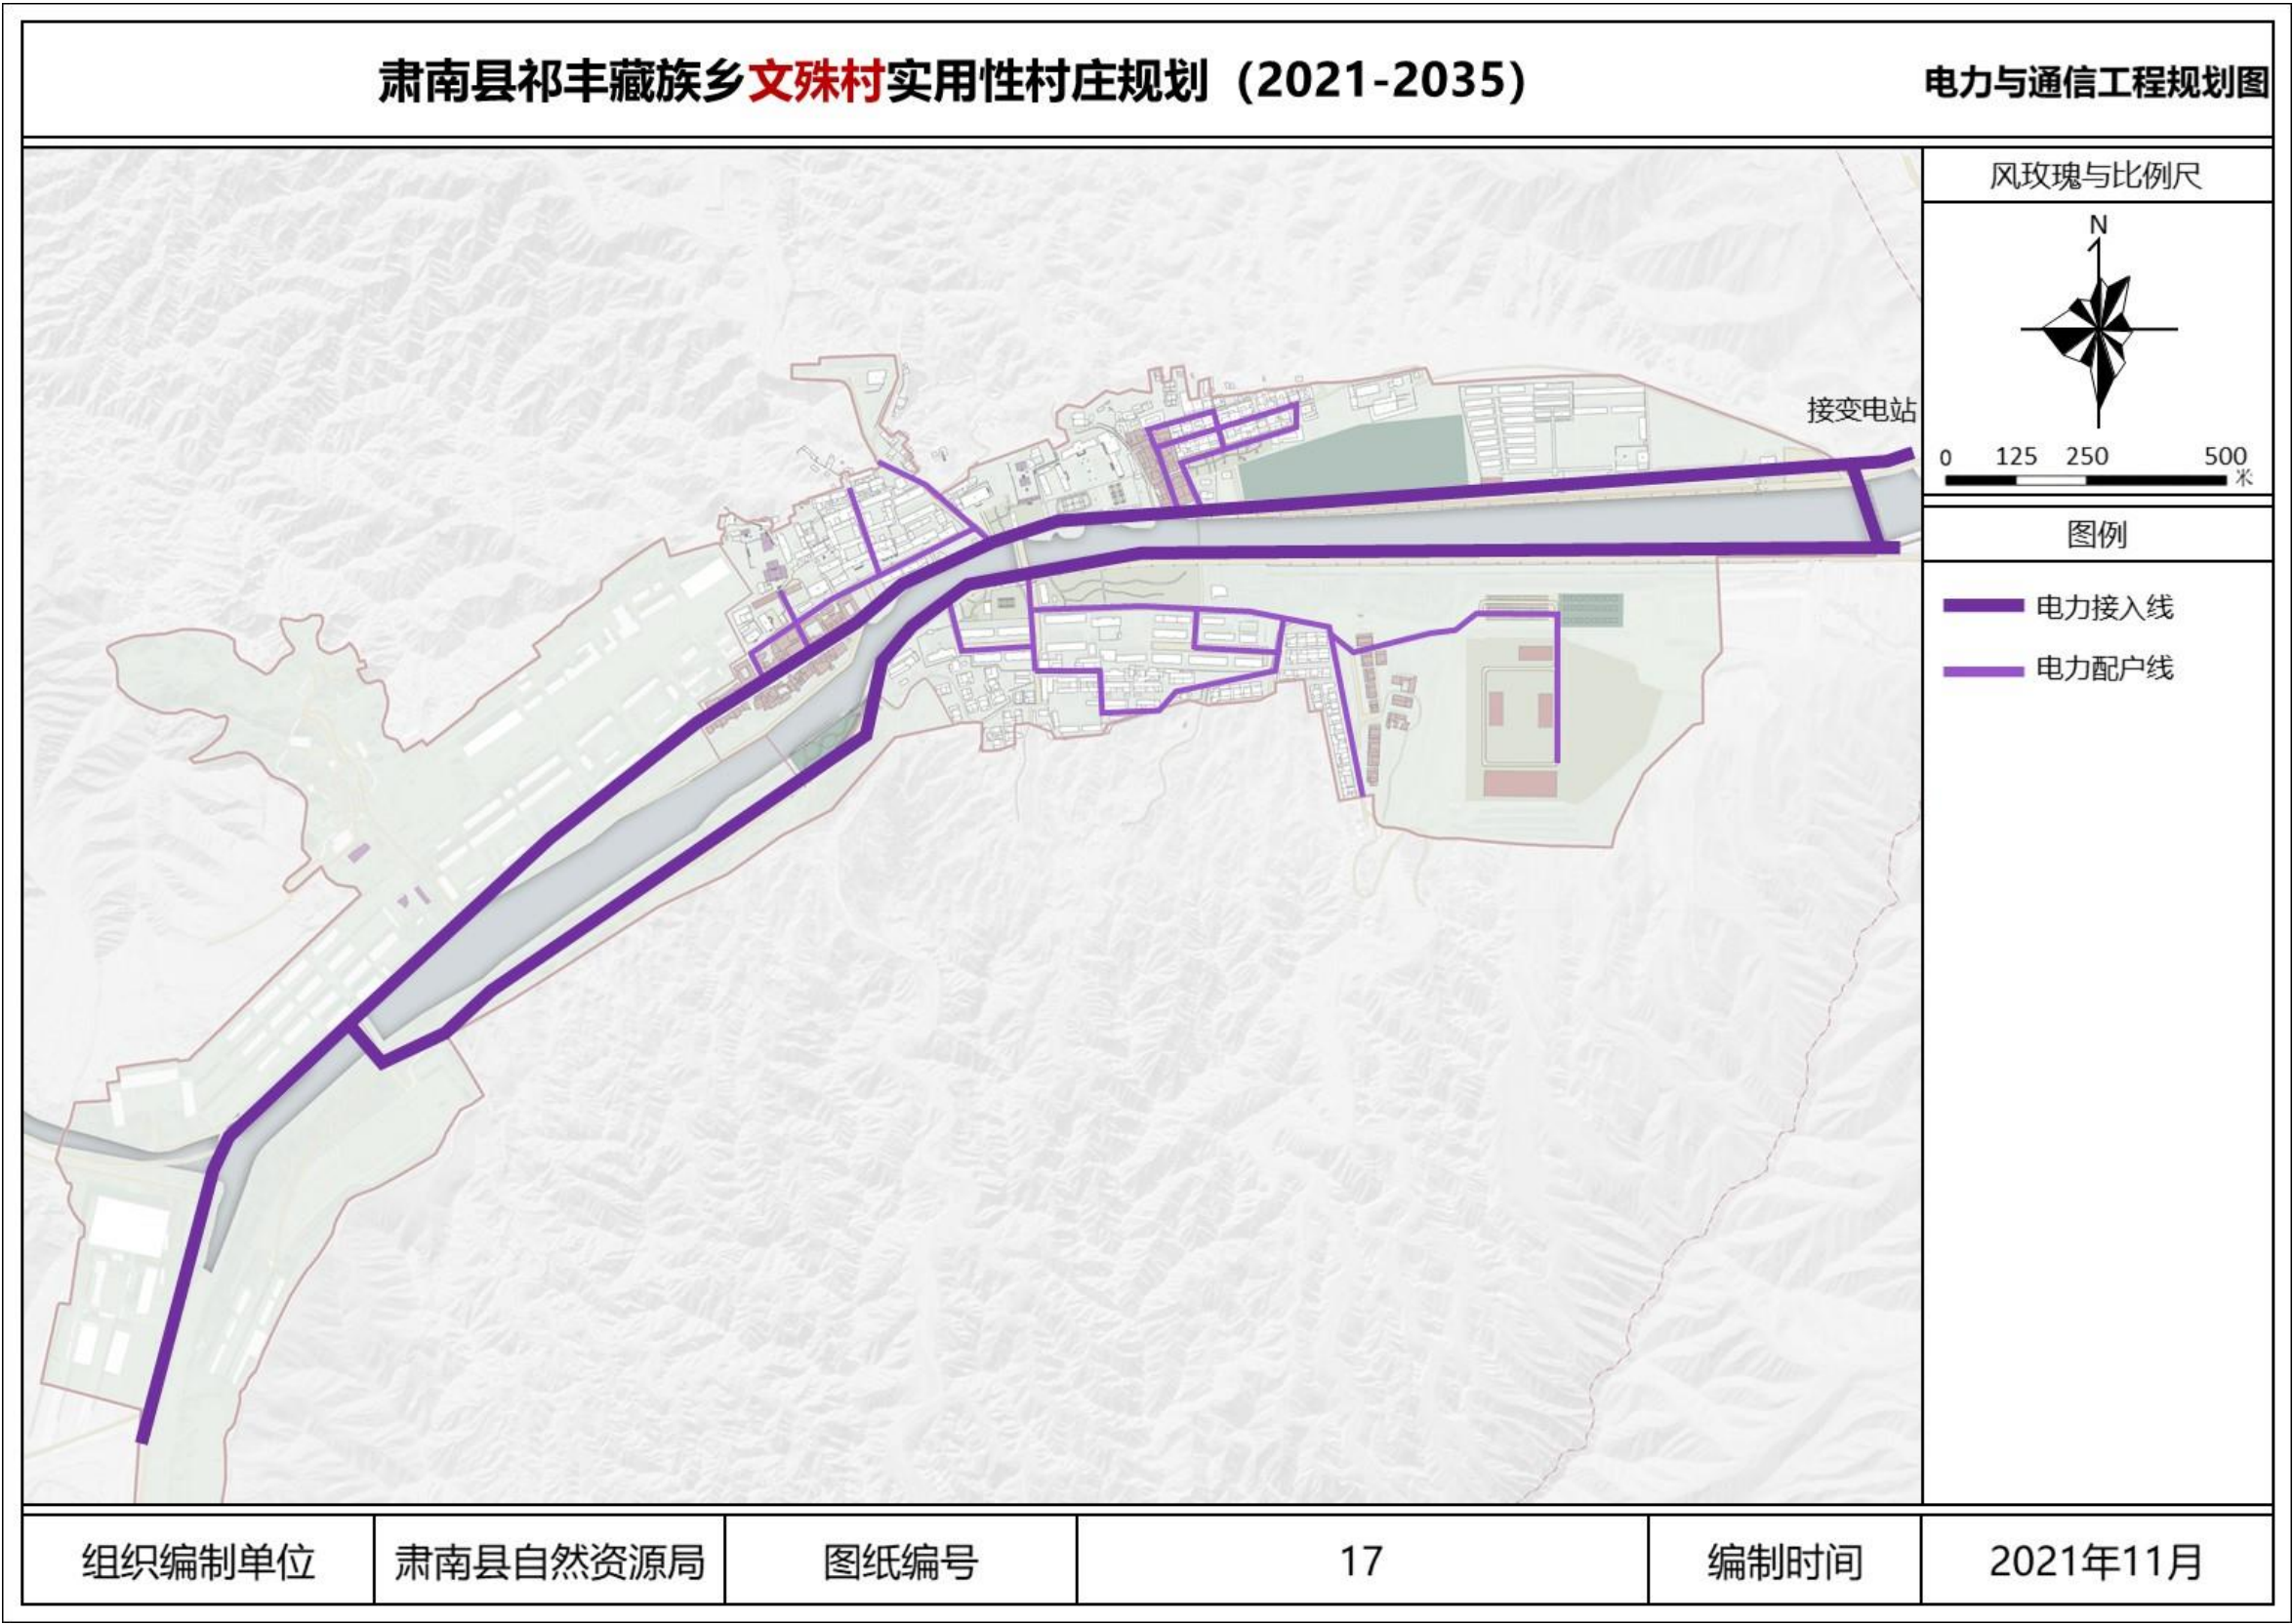 肃南县祁丰藏族乡文殊村实用性村庄规划（2021-2035）
电力与通信工程规划图
风玫瑰与比例尺
N
0 125 250 500
米
接变电站
图例
电力接入线
电力配户线
组织编制单位 肃南县自然资源局 图纸编号 17 编制时间 2021年11月